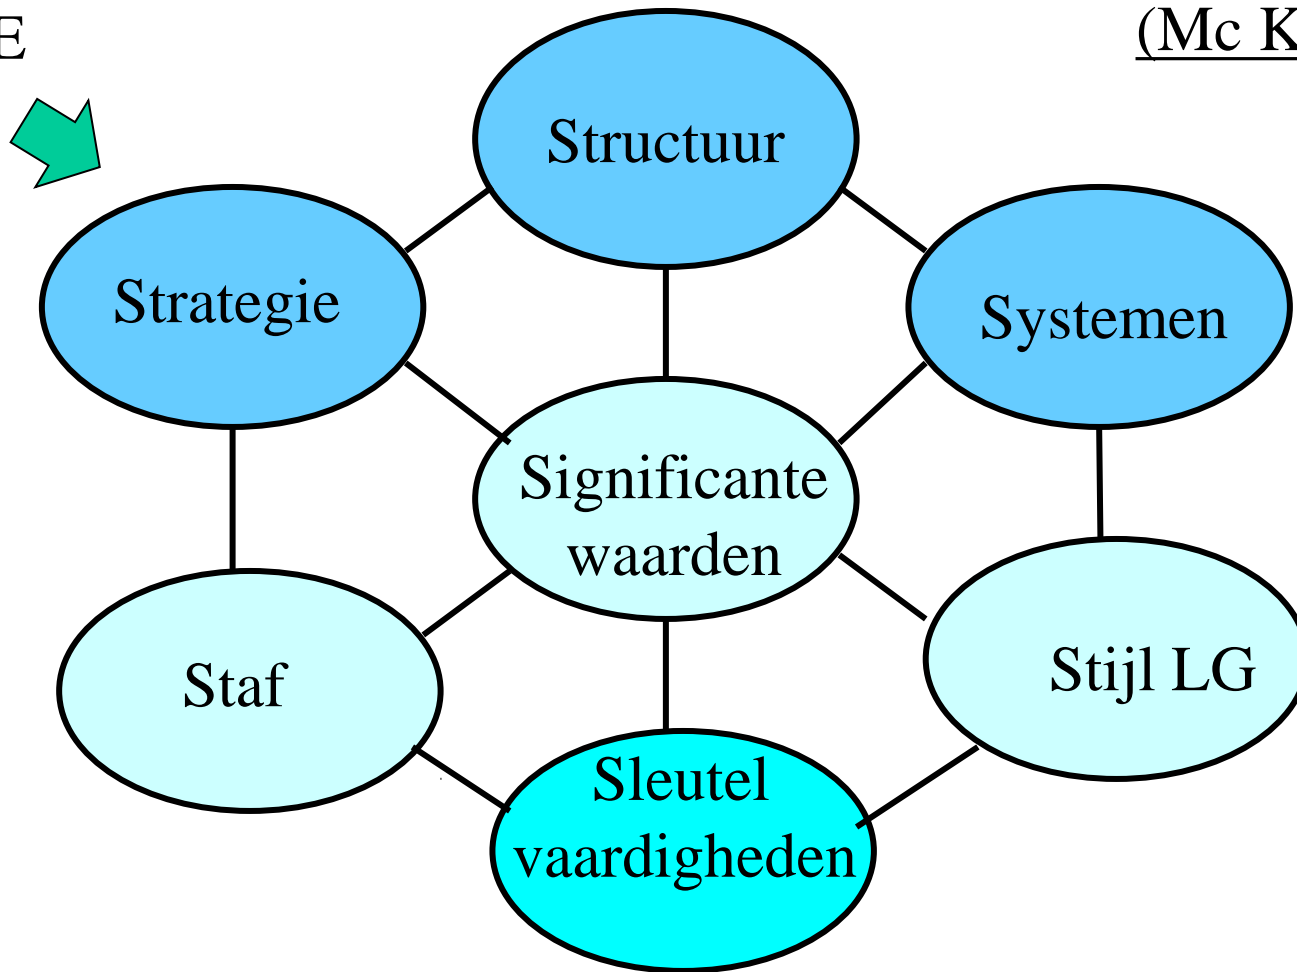 E
(Mc K
Structuur
Strategie
Systemen
Significante
waarden
Staf
Stijl LG
Sleutel
vaardigheden